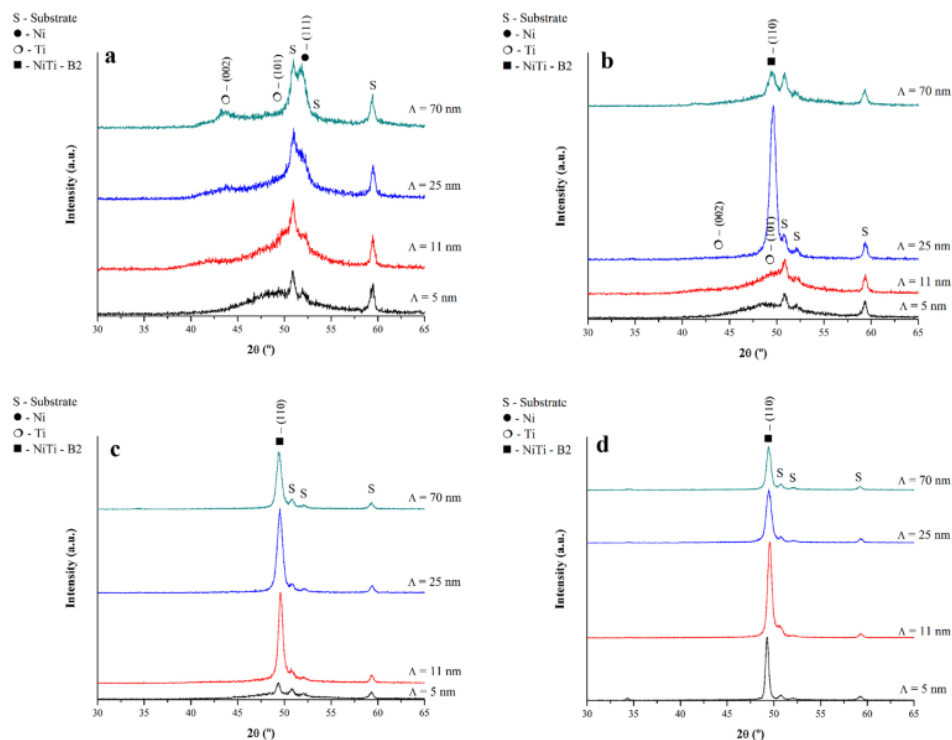 S - Substrate
● - Ni
○ - Ti
■ - NiTi - B2
a
○ – (002)
○ – (101)
S
● – (111)
S
S
Λ = 70 nm
Λ = 25 nm
Λ = 11 nm
Λ = 5 nm
Intensity (a.u.)
30 35 40 45 50 55 60 65
2θ (º)
S - Substrate
● - Ni
○ - Ti
■ - NiTi - B2
b
■ – (110)
Λ = 70 nm
○ – (002)
○ – (101)
S
S
S
Λ = 25 nm
Λ = 11 nm
Λ = 5 nm
Intensity (a.u.)
30 35 40 45 50 55 60 65
2θ (º)
S - Substrate
● - Ni
○ - Ti
■ - NiTi - B2
c
■ – (110)
S
S
S
Λ = 70 nm
Λ = 25 nm
Λ = 11 nm
Λ = 5 nm
Intensity (a.u.)
30 35 40 45 50 55 60 65
2θ (º)
S - Substrate
● - Ni
○ - Ti
■ - NiTi - B2
d
■ – (110)
S
S
S
Λ = 70 nm
Λ = 25 nm
Λ = 11 nm
Λ = 5 nm
Intensity (a.u.)
30 35 40 45 50 55 60 65
2θ (º)